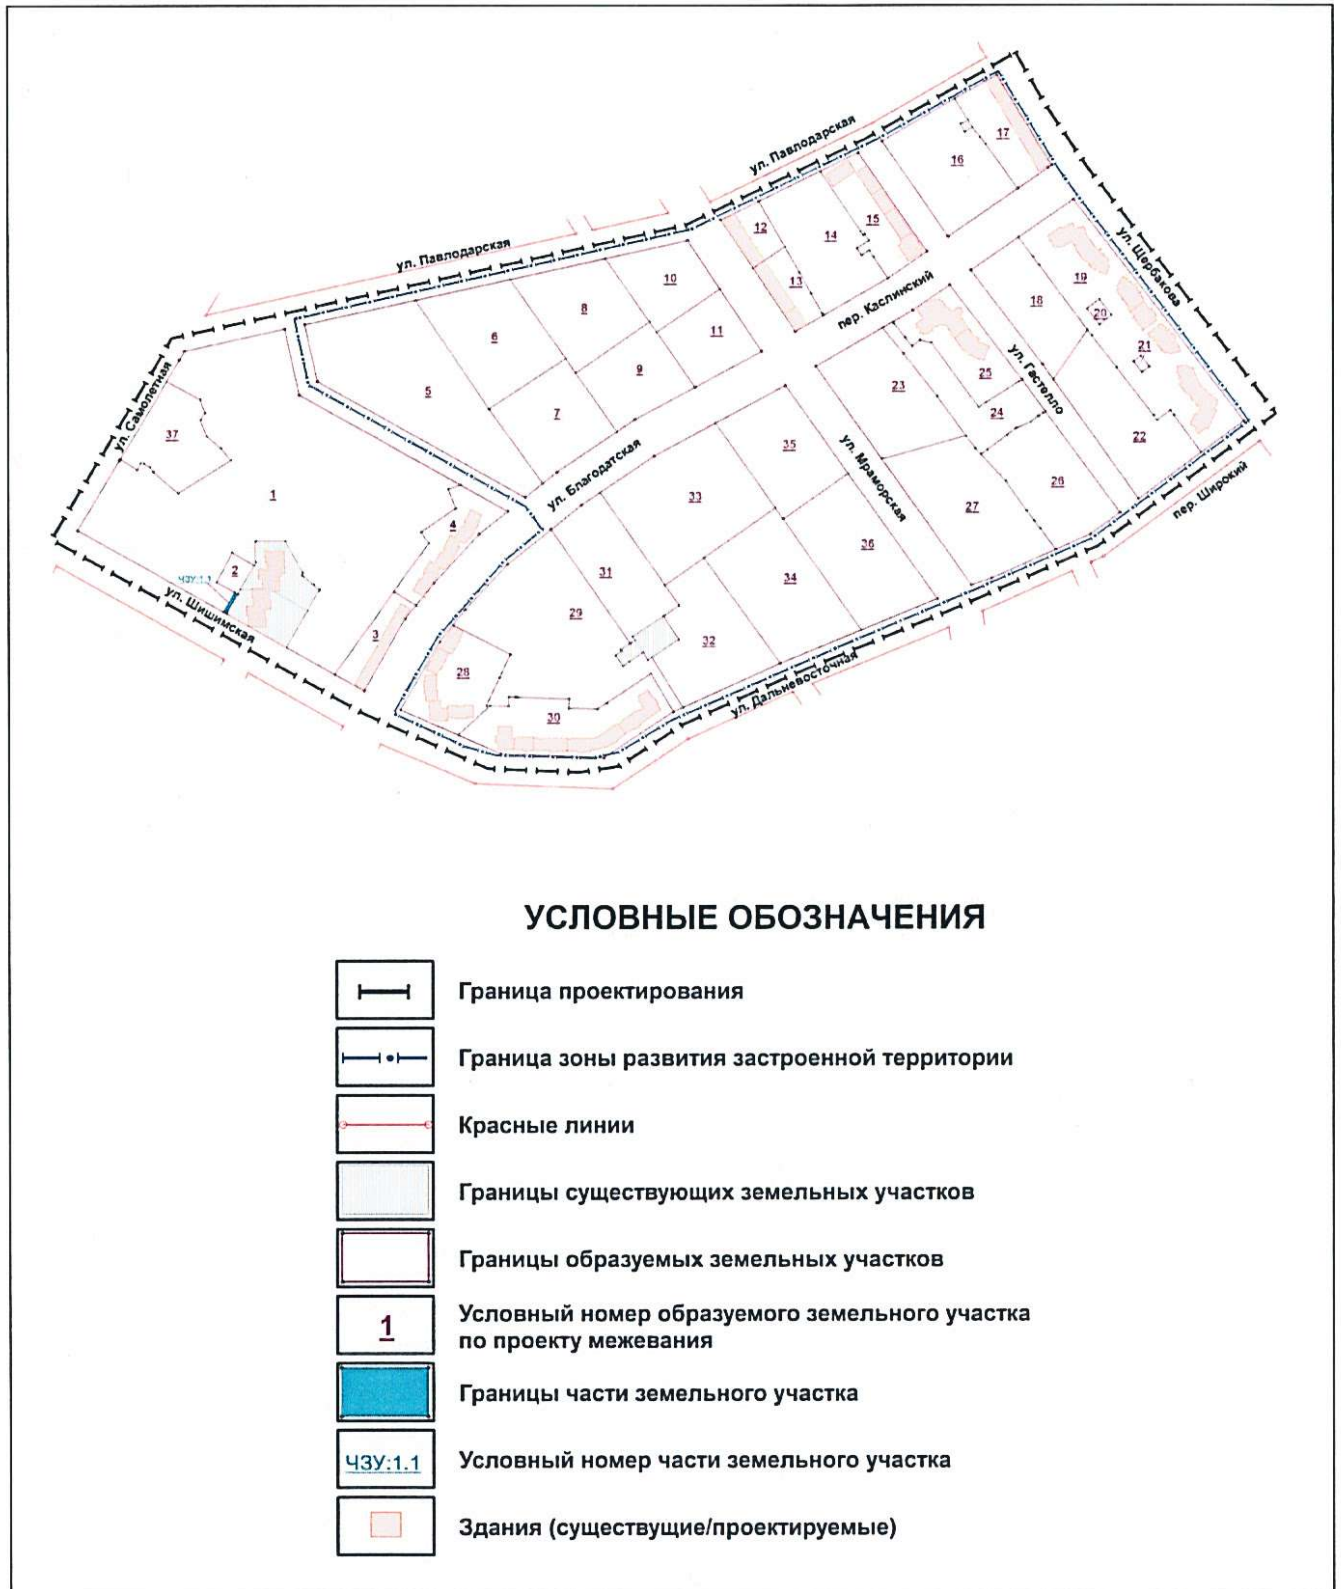 ул. Павлодарская
17
16
15
14
12
13
ул. Щербакова
ул. Павлодарская
10
8
6
11
9
5
7
19
20
21
18
пер. Каслинский
ул. Гастелло
25
23
24
22
26
27
пер. Широкий
ул. Самолетная
37
1
ул. Благодатская
35
33
ул. Мраморская
36
34
4
31
29
2
ЧЗУ:1.1
ул. Шишимская
3
32
28
30
ул. Дальневосточная
УСЛОВНЫЕ ОБОЗНАЧЕНИЯ
Граница проектирования
Граница зоны развития застроенной территории
Красные линии
Границы существующих земельных участков
Границы образуемых земельных участков
1
Условный номер образуемого земельного участка
по проекту межевания
Границы части земельного участка
ЧЗУ:1.1
Условный номер части земельного участка
Здания (существущие/проектируемые)